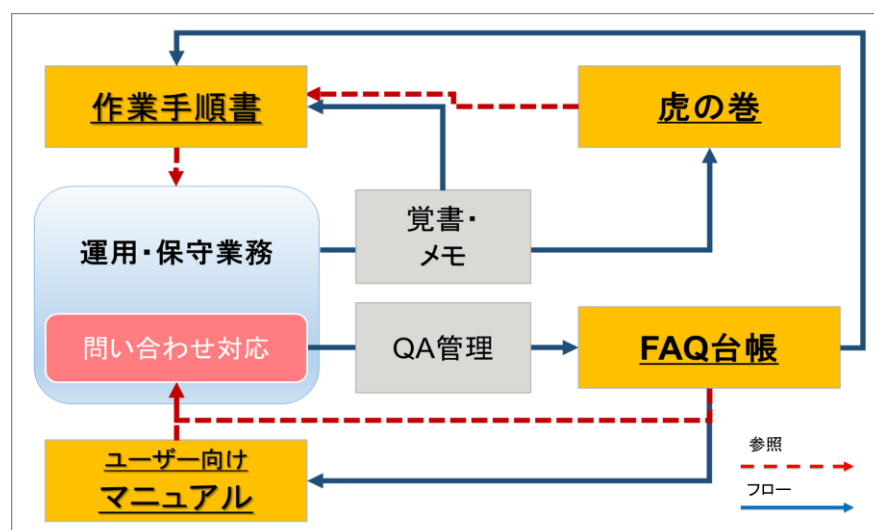 作業手順書
虎の巻
運用・保守業務
覚書・
メモ
問い合わせ対応
QA管理
FAQ台帳
ユーザー向け
マニュアル
参照
フロー